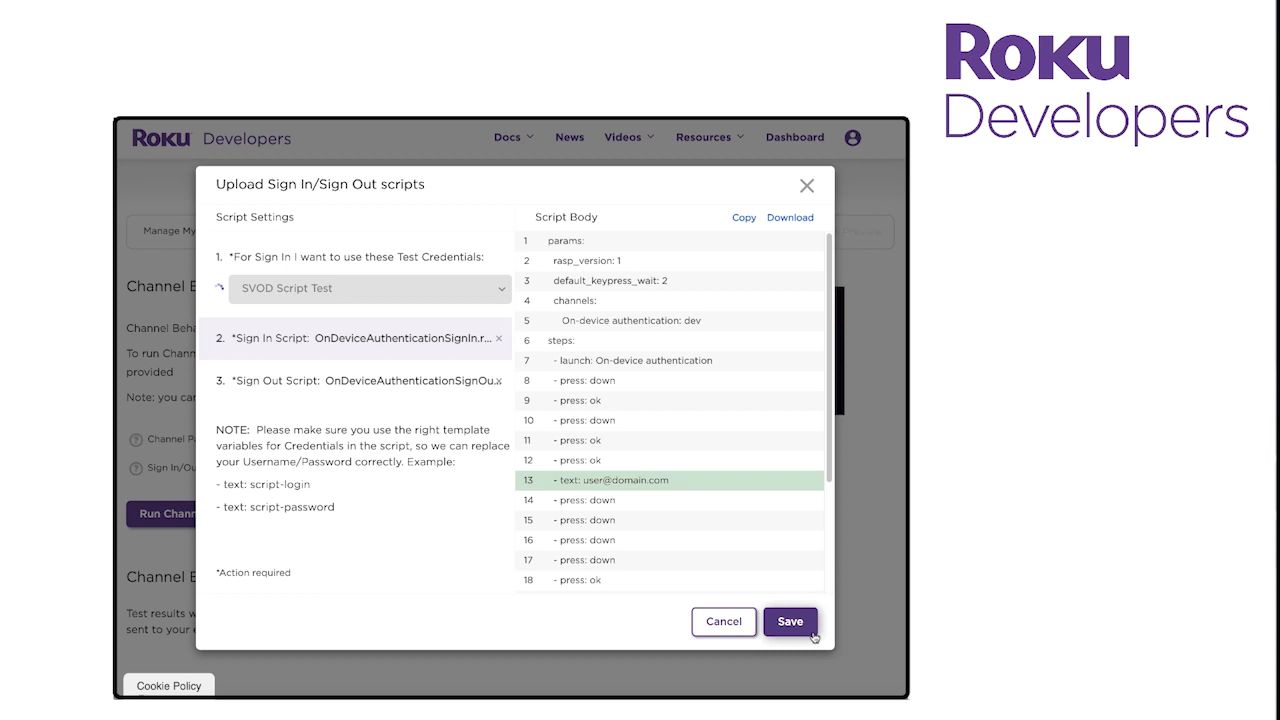 Roku
Developers
Roku Developers
Docs
News
Videos
Resources
Dashboard
Upload Sign In/Sign Out scripts
Script Settings
Script Body
Copy
Download
1. *For Sign In I want to use these Test Credentials:
SVOD Script Test
2. *Sign In Script: OnDeviceAuthenticationSignIn.r...
3. *Sign Out Script: OnDeviceAuthenticationSignOu...
NOTE: Please make sure you use the right template
variables for Credentials in the script, so we can replace
your Username/Password correctly. Example:
- text: script-login
- text: script-password
*Action required
1 params:
2 rasp_version: 1
3 default_keypress_wait: 2
4 channels:
5 On-device authentication: dev
6 steps:
7 - launch: On-device authentication
8 - press: down
9 - press: ok
10 - press: down
11 - press: ok
12 - press: ok
13 - text: user@domain.com
14 - press: down
15 - press: down
16 - press: down
17 - press: down
18 - press: ok
Cancel
Save
Manage My
Channel B
Channel Beha
To run Chann
provided
Note: you can
Channel Pa
Sign In/Ou
Run Chann
Channel B
Test results w
sent to your e
Cookie Policy